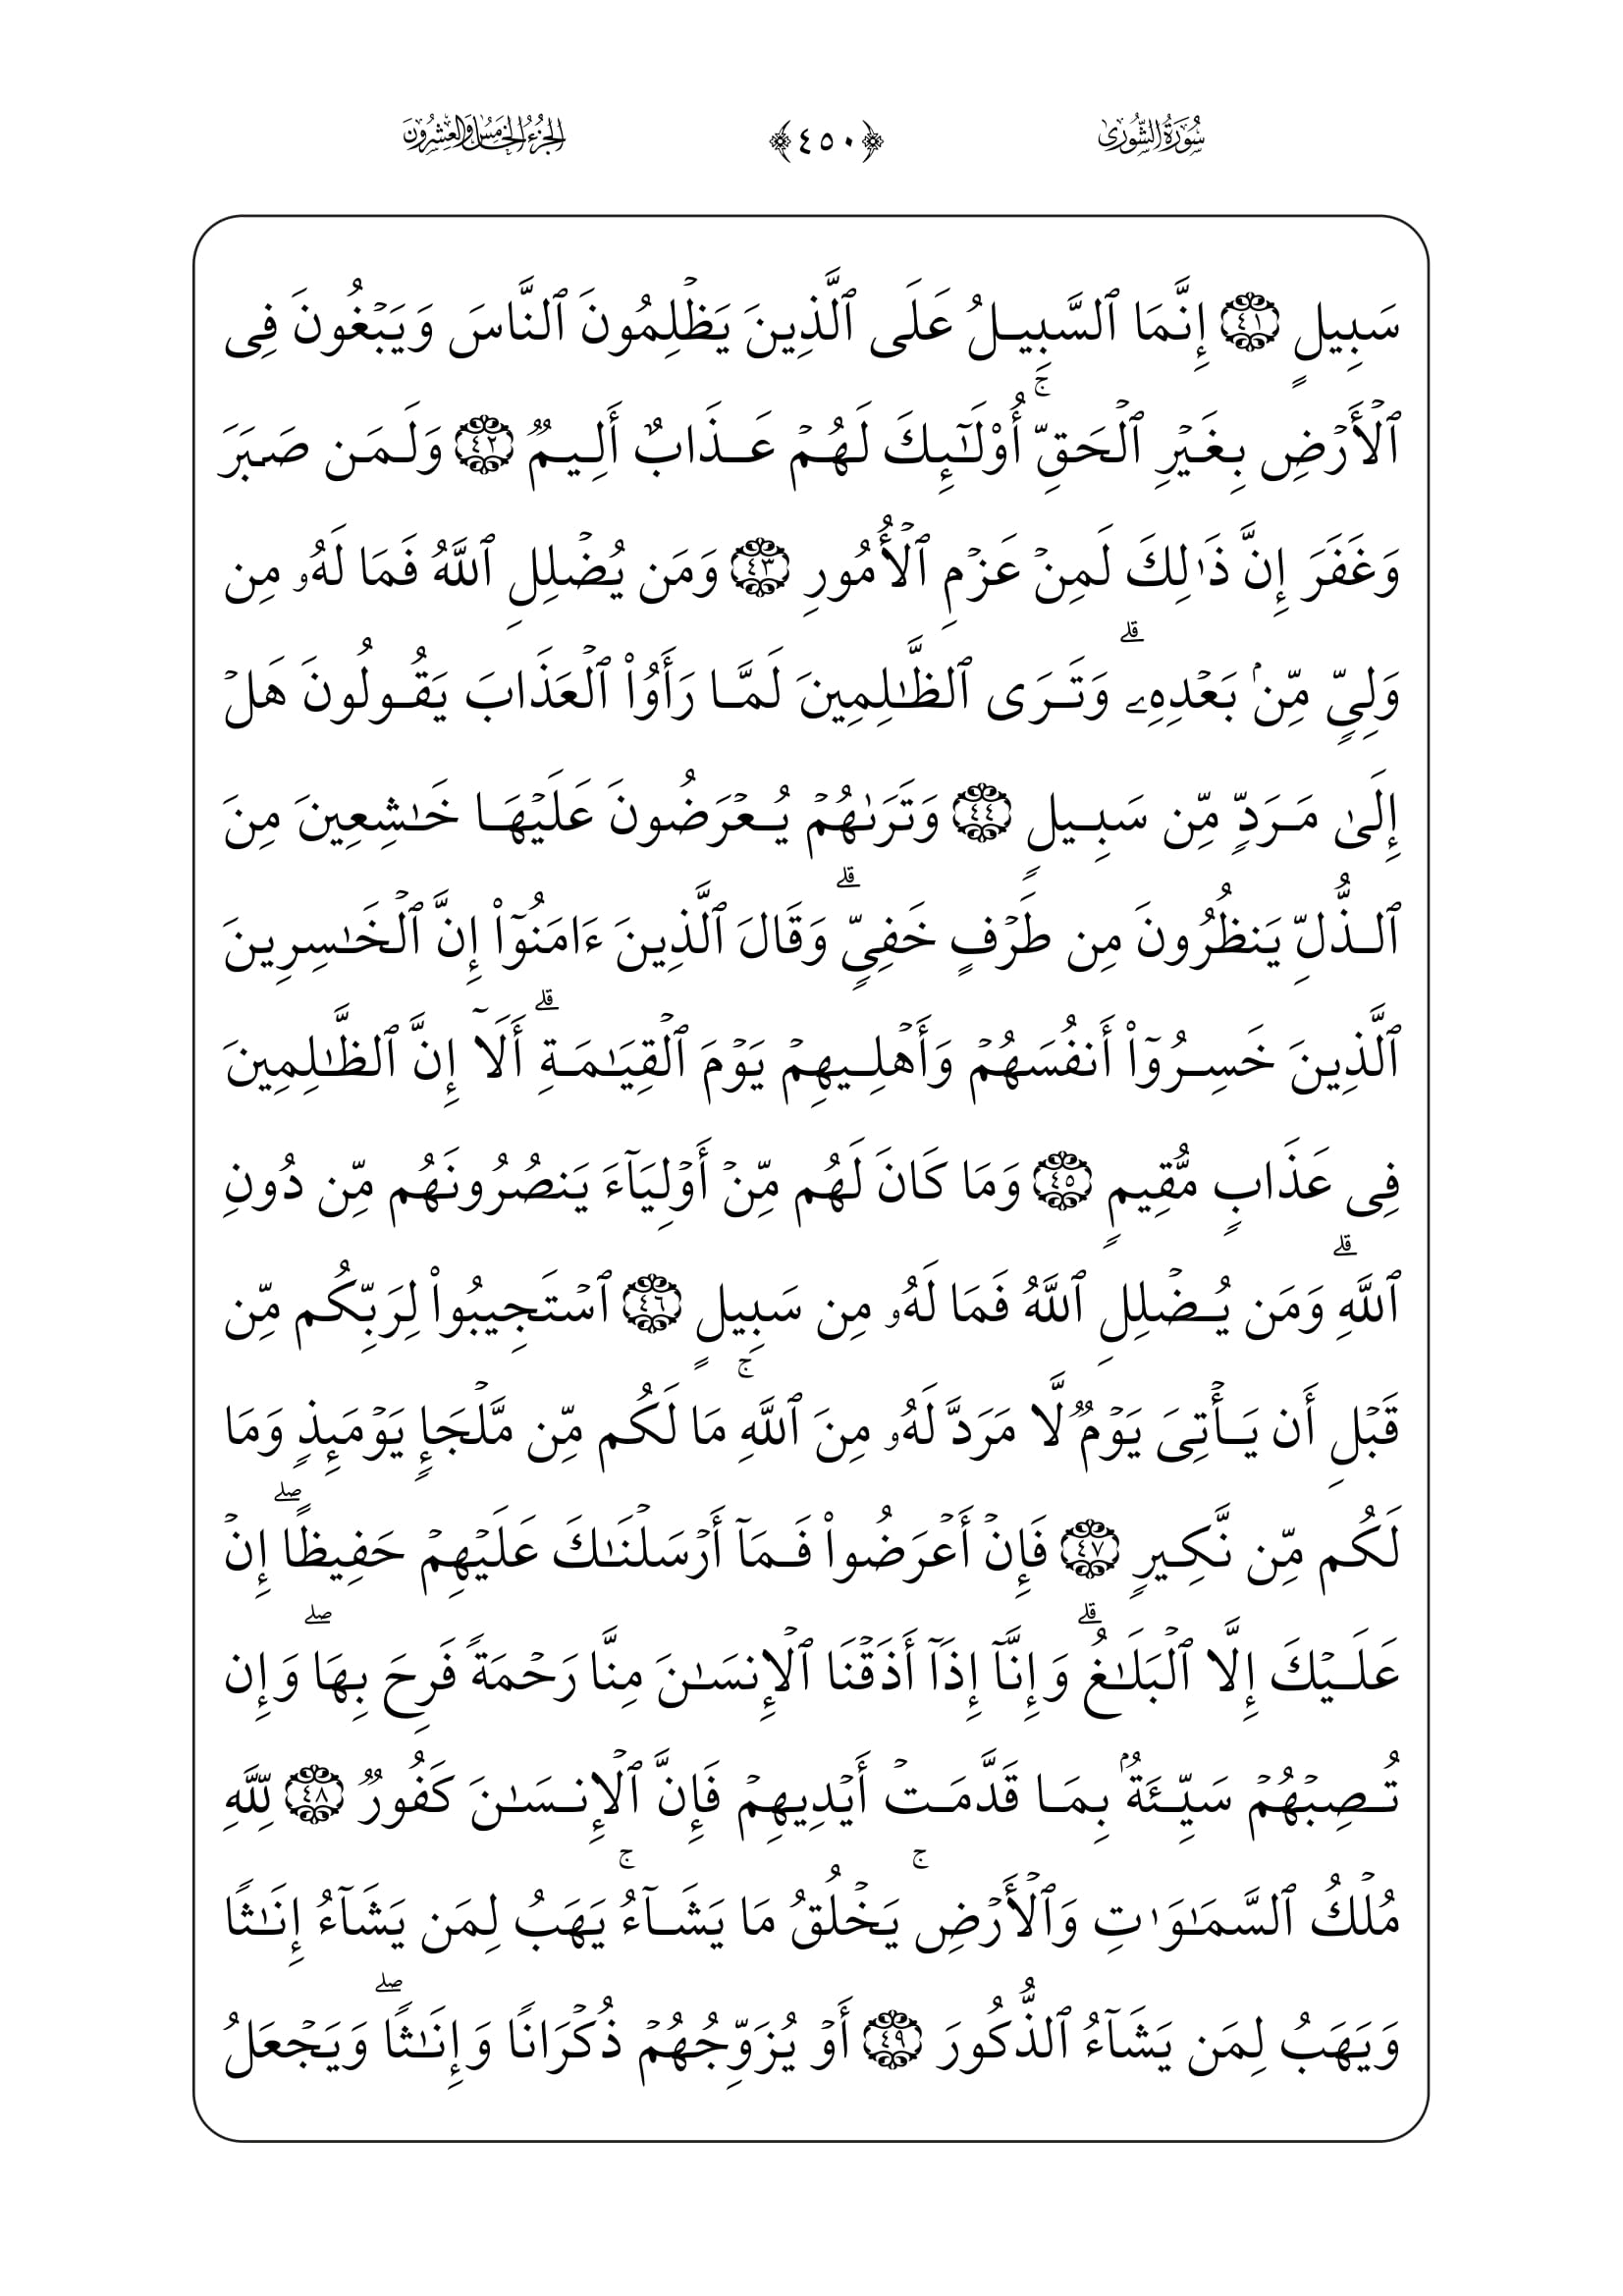 سُورَةُ الشُّورَىٰ
﴿٤٥٠﴾
الجُزْءُ الخَامِسُ وَالعِشْرُونَ
سَبِيلٍ ٤١ إِنَّمَا ٱلسَّبِيلُ عَلَى ٱلَّذِينَ يَظۡلِمُونَ ٱلنَّاسَ وَيَبۡغُونَ فِي
ٱلۡأَرۡضِ بِغَيۡرِ ٱلۡحَقِّۚ أُوْلَـٰٓئِكَ لَهُمۡ عَذَابٌ أَلِيمٞ ٤٢ وَلَمَن صَبَرَ
وَغَفَرَ إِنَّ ذَٰلِكَ لَمِنۡ عَزۡمِ ٱلۡأُمُورِ ٤٣ وَمَن يُضۡلِلِ ٱللَّهُ فَمَا لَهُۥ مِن
وَلِيّٖ مِّنۢ بَعۡدِهِۦۗ وَتَرَى ٱلظَّـٰلِمِينَ لَمَّا رَأَوُاْ ٱلۡعَذَابَ يَقُولُونَ هَلۡ
إِلَىٰ مَرَدّٖ مِّن سَبِيلٖ ٤٤ وَتَرَىٰهُمۡ يُعۡرَضُونَ عَلَيۡهَا خَـٰشِعِينَ مِنَ
ٱلذُّلِّ يَنظُرُونَ مِن طَرۡفٍ خَفِيّٖۗ وَقَالَ ٱلَّذِينَ ءَامَنُوٓاْ إِنَّ ٱلۡخَـٰسِرِينَ
ٱلَّذِينَ خَسِرُوٓاْ أَنفُسَهُمۡ وَأَهۡلِيهِمۡ يَوۡمَ ٱلۡقِيَـٰمَةِۗ أَلَآ إِنَّ ٱلظَّـٰلِمِينَ
فِي عَذَابٖ مُّقِيمٖ ٤٥ وَمَا كَانَ لَهُم مِّنۡ أَوۡلِيَآءَ يَنصُرُونَهُم مِّن دُونِ
ٱللَّهِۗ وَمَن يُضۡلِلِ ٱللَّهُ فَمَا لَهُۥ مِن سَبِيلٍ ٤٦ ٱسۡتَجِيبُواْ لِرَبِّكُم مِّن
قَبۡلِ أَن يَأۡتِيَ يَوۡمٞ لَّا مَرَدَّ لَهُۥ مِنَ ٱللَّهِۚ مَا لَكُم مِّن مَّلۡجَإٖ يَوۡمَئِذٖ وَمَا
لَكُم مِّن نَّكِيرٖ ٤٧ فَإِنۡ أَعۡرَضُواْ فَمَآ أَرۡسَلۡنَـٰكَ عَلَيۡهِمۡ حَفِيظًاۖ إِنۡ
عَلَيۡكَ إِلَّا ٱلۡبَلَـٰغُۗ وَإِنَّآ إِذَآ أَذَقۡنَا ٱلۡإِنسَـٰنَ مِنَّا رَحۡمَةٗ فَرِحَ بِهَاۖ وَإِن
تُصِبۡهُمۡ سَيِّئَةُۢ بِمَا قَدَّمَتۡ أَيۡدِيهِمۡ فَإِنَّ ٱلۡإِنسَـٰنَ كَفُورٞ ٤٨ لِّلَّهِ
مُلۡكُ ٱلسَّمَـٰوَٰتِ وَٱلۡأَرۡضِۚ يَخۡلُقُ مَا يَشَآءُۚ يَهَبُ لِمَن يَشَآءُ إِنَـٰثٗا
وَيَهَبُ لِمَن يَشَآءُ ٱلذُّكُورَ ٤٩ أَوۡ يُزَوِّجُهُمۡ ذُكۡرَانٗا وَإِنَـٰثٗاۖ وَيَجۡعَلُ